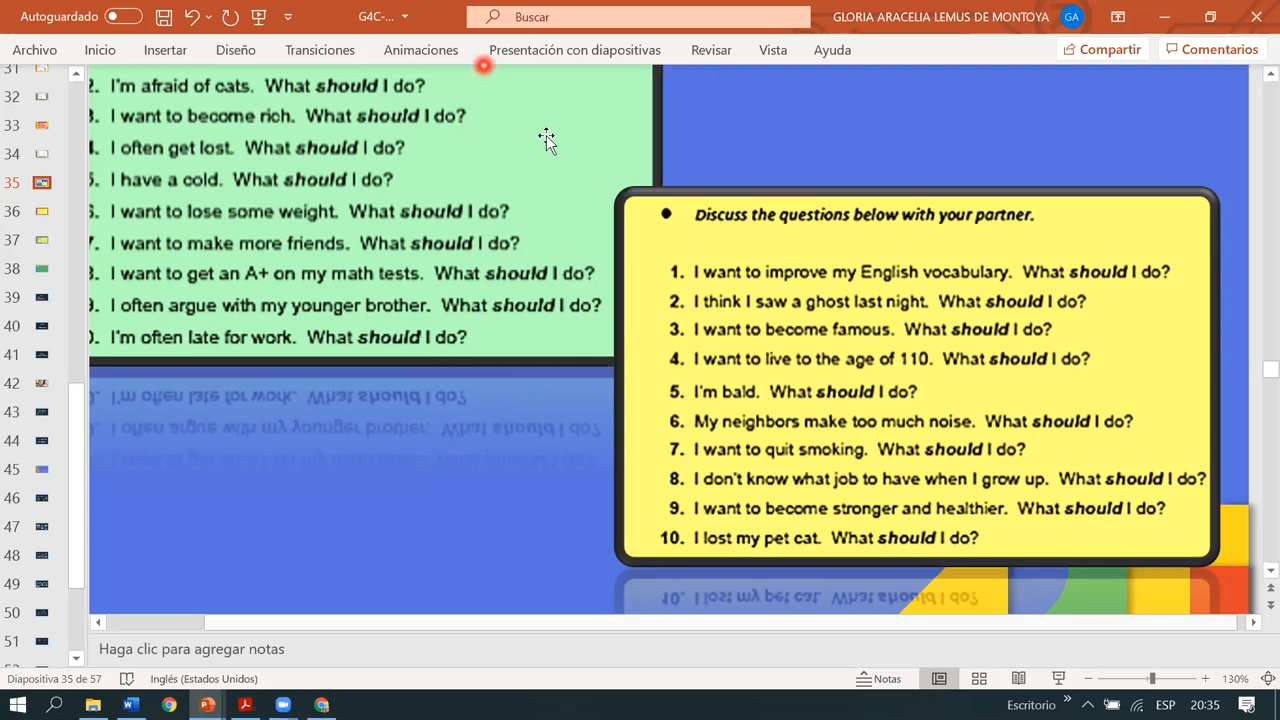 Autoguardado
G4C-...
Buscar
GLORIA ARACELIA LEMUS DE MONTOYA
GA
Archivo
Inicio
Insertar
Diseño
Transiciones
Animaciones
Presentación con diapositivas
Revisar
Vista
Ayuda
Compartir
Comentarios
31
32
33
34
35
36
37
38
39
40
41
42
43
44
45
46
47
48
49
50
51
2. I'm afraid of cats. What should I do?
3. I want to become rich. What should I do?
4. I often get lost. What should I do?
5. I have a cold. What should I do?
6. I want to lose some weight. What should I do?
7. I want to make more friends. What should I do?
8. I want to get an A+ on my math tests. What should I do?
9. I often argue with my younger brother. What should I do?
0. I'm often late for work. What should I do?
• Discuss the questions below with your partner.
1. I want to improve my English vocabulary. What should I do?
2. I think I saw a ghost last night. What should I do?
3. I want to become famous. What should I do?
4. I want to live to the age of 110. What should I do?
5. I'm bald. What should I do?
6. My neighbors make too much noise. What should I do?
7. I want to quit smoking. What should I do?
8. I don't know what job to have when I grow up. What should I do?
9. I want to become stronger and healthier. What should I do?
10. I lost my pet cat. What should I do?
Haga clic para agregar notas
Diapositiva 35 de 57
Inglés (Estados Unidos)
Notas
130%
Escritorio
ESP
20:35